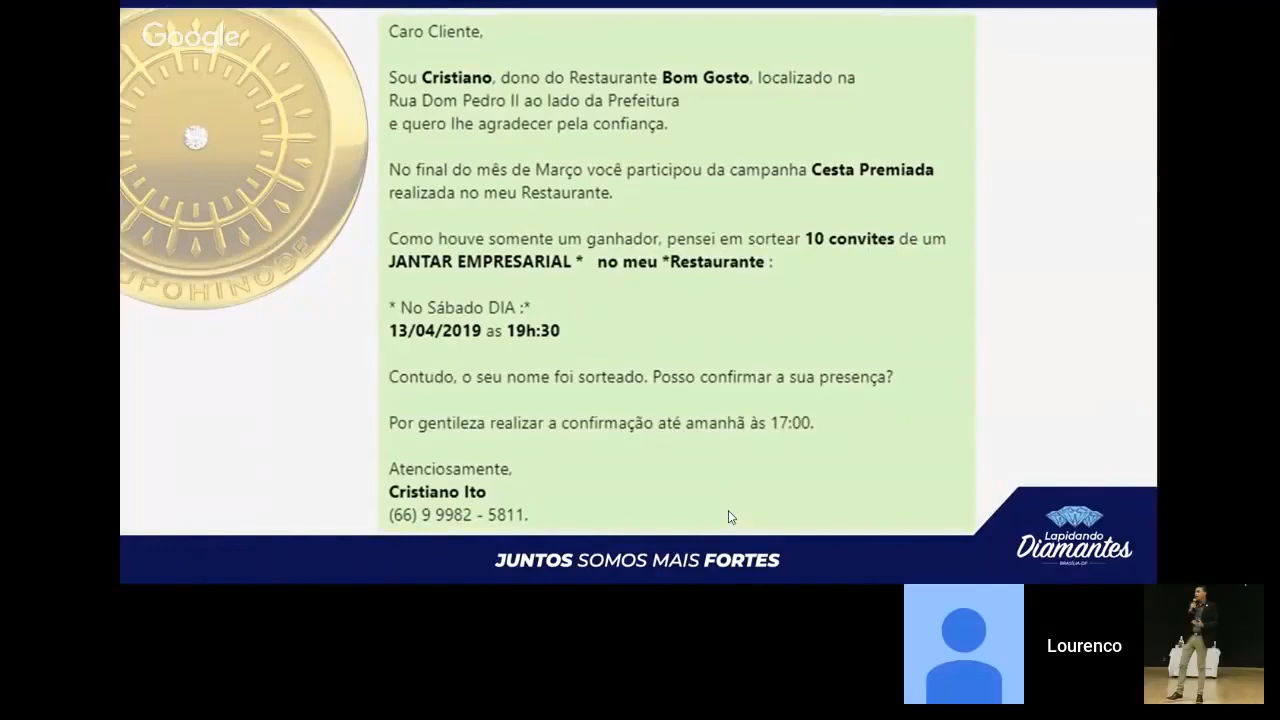 Google
UPOHINODE
Caro Cliente,
Sou Cristiano, dono do Restaurante Bom Gosto, localizado na
Rua Dom Pedro II ao lado da Prefeitura
e quero lhe agradecer pela confiança.
No final do mês de Março você participou da campanha Cesta Premiada
realizada no meu Restaurante.
Como houve somente um ganhador, pensei em sortear 10 convites de um
JANTAR EMPRESARIAL * no meu *Restaurante :
* No Sábado DIA :*
13/04/2019 as 19h:30
Contudo, o seu nome foi sorteado. Posso confirmar a sua presença?
Por gentileza realizar a confirmação até amanhã às 17:00.
Atenciosamente,
Cristiano Ito
(66) 9 9982 - 5811.
Lapidando
Diamantes
BRASÍLIA-DF
JUNTOS SOMOS MAIS FORTES
Lourenco